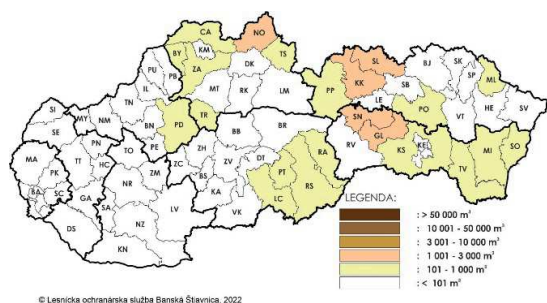 CA
NO
BY
KM
TS
ZA
DK
PU
PB
IL
MT
RK
LM
TN
BN
PD
TR
SI
MY
NM
SE
PE
BB
BR
PP
KK
SL
LE
SB
BJ
SK
SP
ML
PO
VT
HE
SV
SN
GL
RV
KS
KE
TV
MI
SO
MA
PK
BA
SC
TT
PN
HC
TO
GA
SA
DS
NR
ZM
NZ
KN
LV
ZC
ZH
BS
ZV
KA
VK
DT
PT
LC
RA
RS
LEGENDA:
: > 50 000 m³
: 10 001 - 50 000 m³
: 3 001 - 10 000 m³
: 1 001 - 3 000 m³
: 101 - 1 000 m³
: < 101 m³
© Lesnícka ochranárska služba Banská Štiavnica, 2022